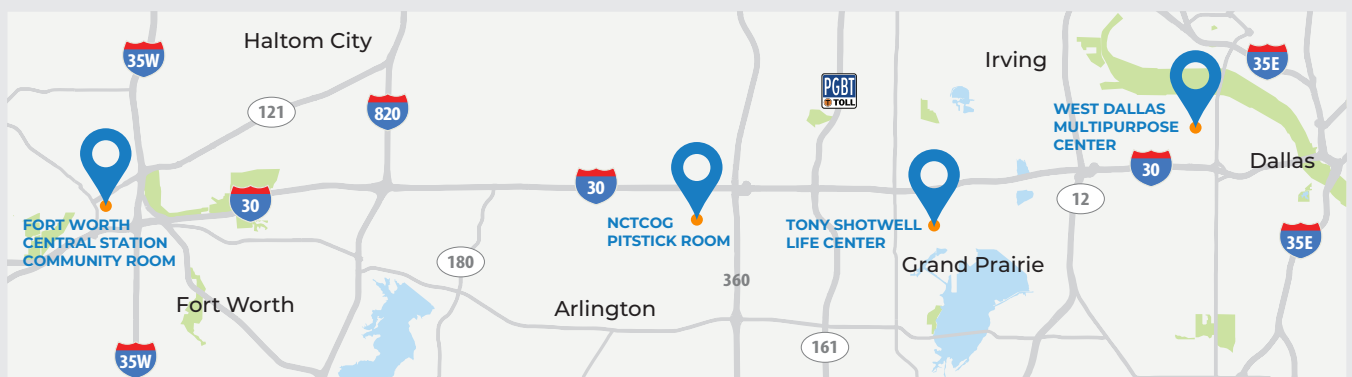 Haltom City
35W
121
820
Irving
35E
PGBT
TOLL
WEST DALLAS
MULTIPURPOSE
CENTER
Dallas
30
30
30
12
FORT WORTH
CENTRAL STATION
COMMUNITY ROOM
NCTCOG
PITSTICK ROOM
TONY SHOTWELL
LIFE CENTER
35E
180
360
Grand Prairie
Fort Worth
Arlington
161
35W